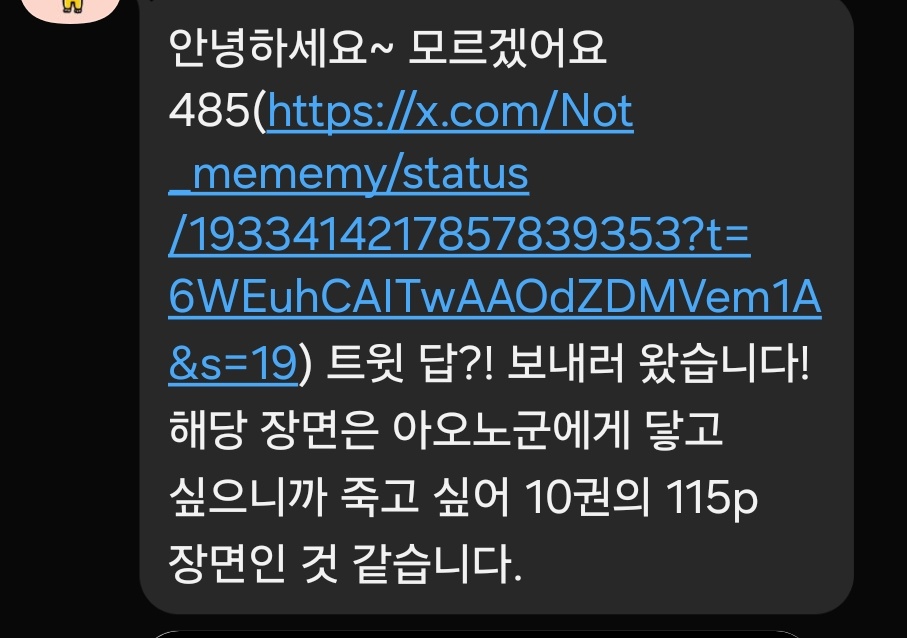 안녕하세요~ 모르겠어요
485(https://x.com/Not
_mememy/status
/1933414217857839353?t=
6WEuhCAITwAAOdZDMVem1A
&s=19) 트윗 답?! 보내러 왔습니다!
해당 장면은 아오노군에게 닿고
싶으니까 죽고 싶어 10권의 115p
장면인 것 같습니다.